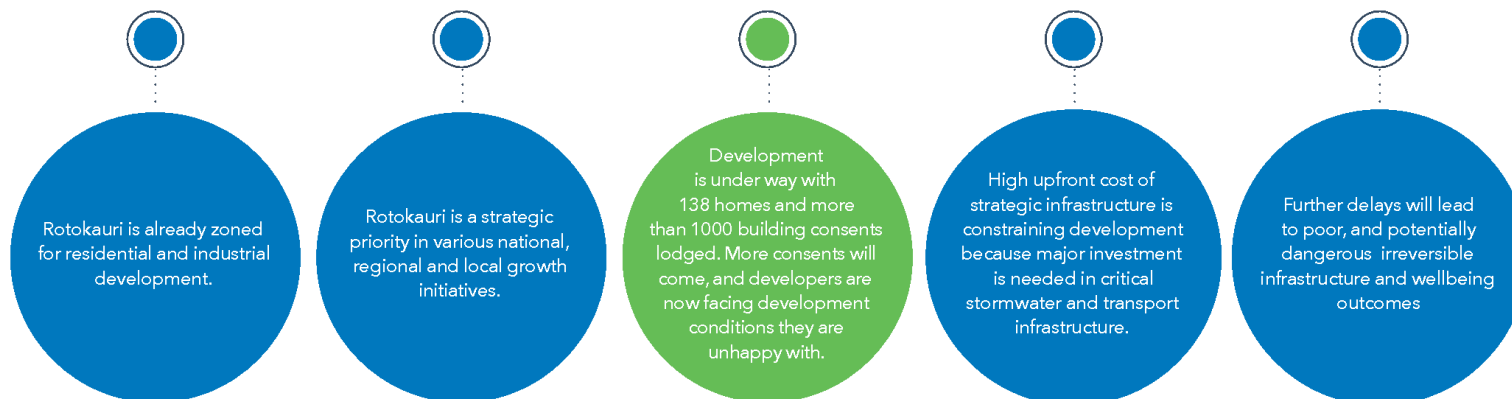 Rotokauri is already zoned
for residential and industrial
development.
Rotokauri is a strategic
priority in various national,
regional and local growth
initiatives.
Development
is under way with
138 homes and more
than 1000 building consents
lodged. More consents will
come, and developers are
now facing development
conditions they are
unhappy with.
High upfront cost of
strategic infrastructure is
constraining development
because major investment
is needed in critical
stormwater and transport
infrastructure.
Further delays will lead
to poor, and potentially
dangerous irreversible
infrastructure and wellbeing
outcomes